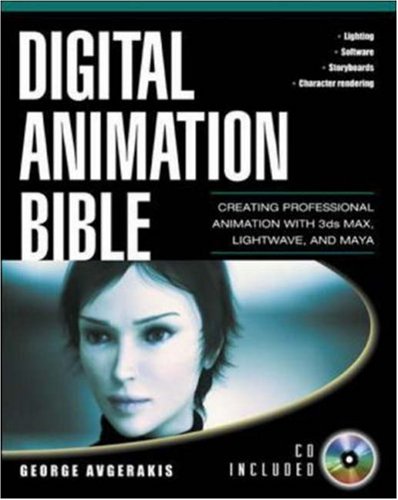 • Lighting
• Software
• Storyboards
• Character rendering
DIGITAL
ANIMATION
BIBLE
CREATING PROFESSIONAL
ANIMATION WITH 3ds MAX,
LIGHTWAVE, AND MAYA
CD
INCLUDED
GEORGE AVGERAKIS